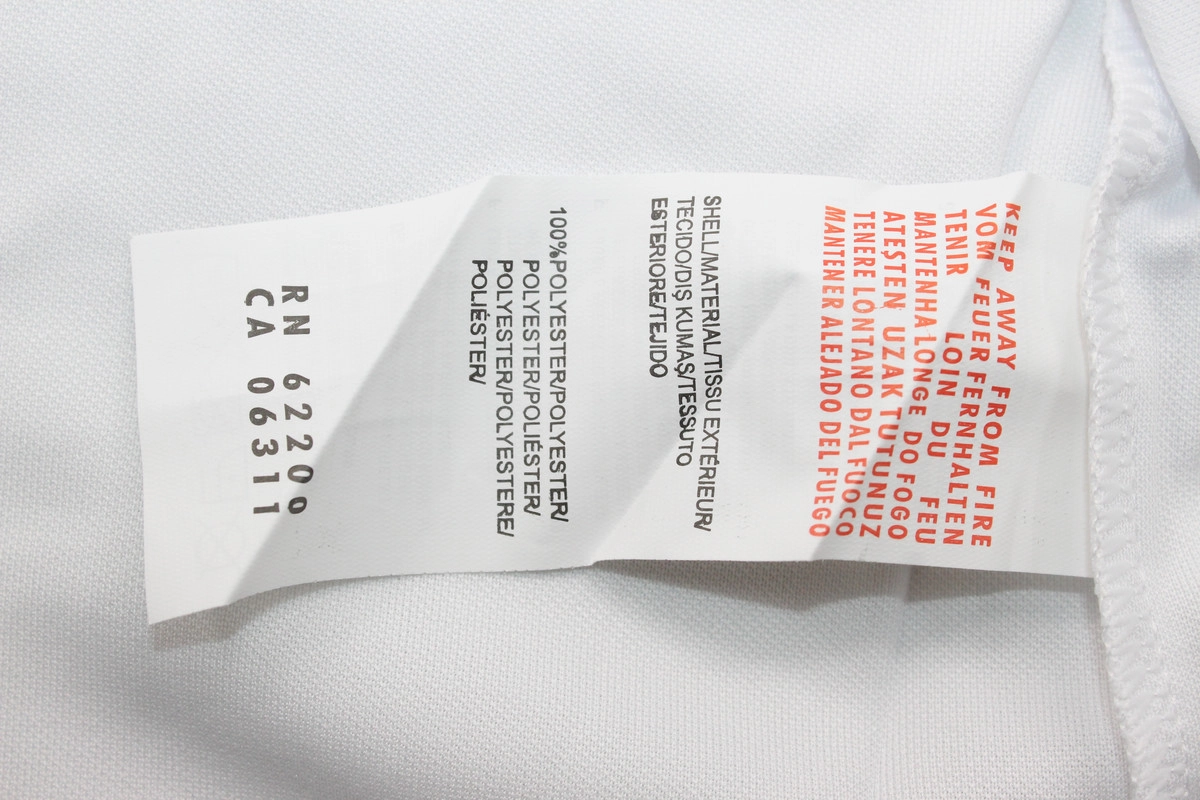 KEEP AWAY FROM FIRE
VOM FEUER FERNHALTEN
TENIR LOIN DU FEU
MANTENHA LONGE DO FOGO
ATEŞTEN UZAK TUTUNUZ
TENERE LONTANO DAL FUOCO
MANTENER ALEJADO DEL FUEGO
SHELL/MATERIAL/TISSU EXTÉRIEUR/
TECIDO/DIŞ KUMAŞ/TESSUTO
ESTERIORE/TEJIDO
100%POLYESTER/POLYESTER/
POLYESTER/POLIÉSTER/
POLYESTER/POLYESTERE/
POLIÉSTER/
RN 62209
CA 06311